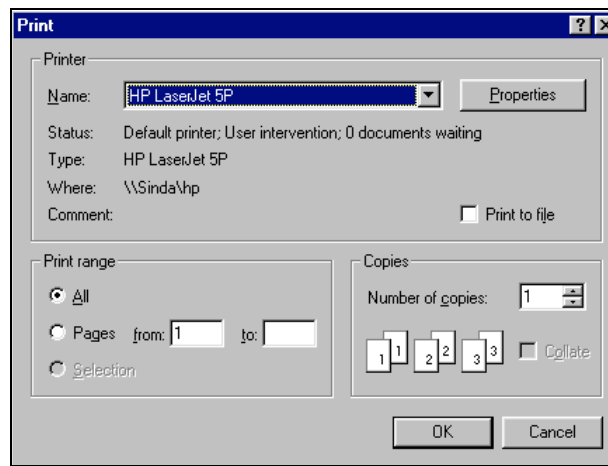 Print
Printer
Name: HP LaserJet 5P Properties
Status: Default printer; User intervention; 0 documents waiting
Type: HP LaserJet 5P
Where: \\Sinda\hp
Comment: Print to file
Print range
All
Pages from: 1 to:
Selection
Copies
Number of copies: 1
1 1 2 2 3 3 Collate
OK Cancel